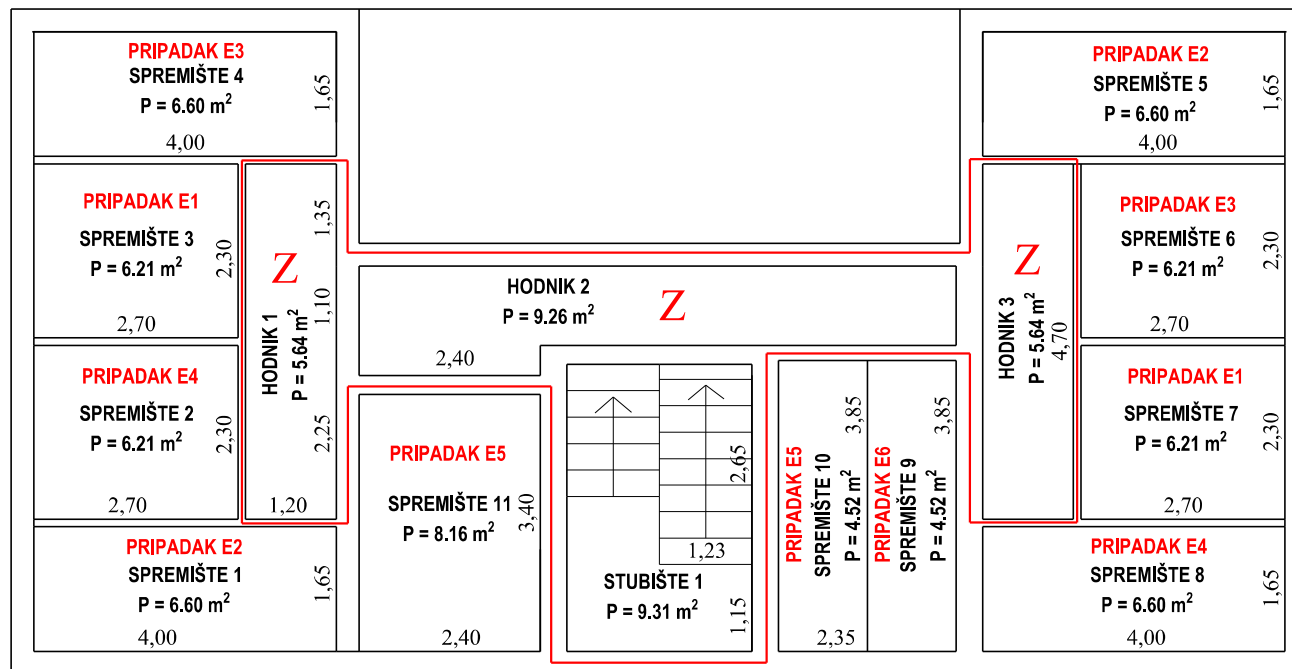 PRIPADAK E3
SPREMIŠTE 4
P = 6.60 m²
1,65
4,00
PRIPADAK E2
SPREMIŠTE 5
P = 6.60 m²
1,65
4,00
PRIPADAK E1
SPREMIŠTE 3
P = 6.21 m²
2,30
2,70
1,35
Z
HODNIK 1
P = 5.64 m²
1,10
2,25
1,20
HODNIK 2
P = 9.26 m²
Z
2,40
Z
HODNIK 3
P = 5.64 m²
4,70
PRIPADAK E3
SPREMIŠTE 6
P = 6.21 m²
2,30
2,70
PRIPADAK E4
SPREMIŠTE 2
P = 6.21 m²
2,30
2,70
PRIPADAK E5
SPREMIŠTE 11
P = 8.16 m²
3,40
2,40
2,65
1,23
STUBIŠTE 1
P = 9.31 m²
1,15
PRIPADAK E5
SPREMIŠTE 10
P = 4.52 m²
3,85
PRIPADAK E6
SPREMIŠTE 9
P = 4.52 m²
3,85
2,35
PRIPADAK E1
SPREMIŠTE 7
P = 6.21 m²
2,30
2,70
PRIPADAK E2
SPREMIŠTE 1
P = 6.60 m²
1,65
4,00
PRIPADAK E4
SPREMIŠTE 8
P = 6.60 m²
1,65
4,00